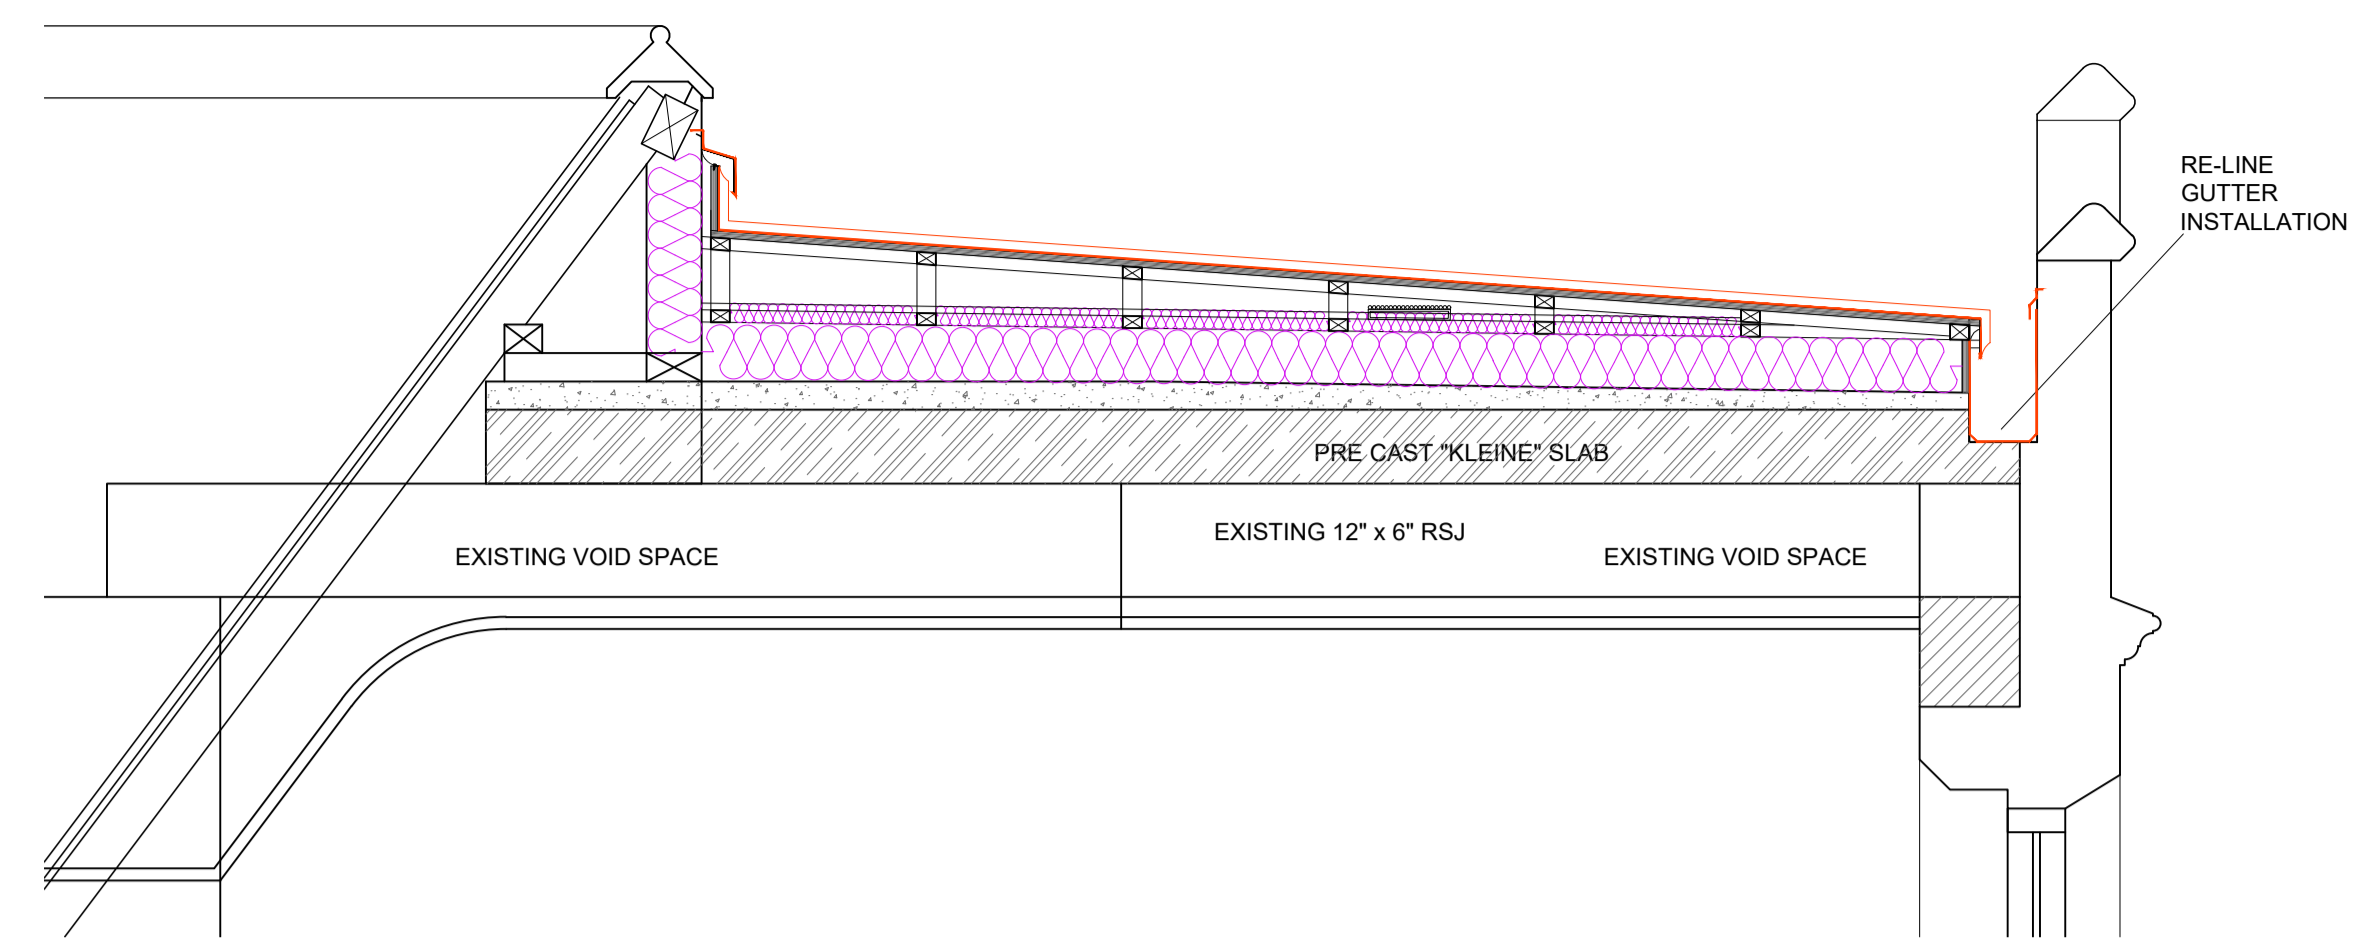 RE-LINE
GUTTER
INSTALLATION
PRE CAST "KLEINE" SLAB
EXISTING 12" x 6" RSJ
EXISTING VOID SPACE
EXISTING VOID SPACE